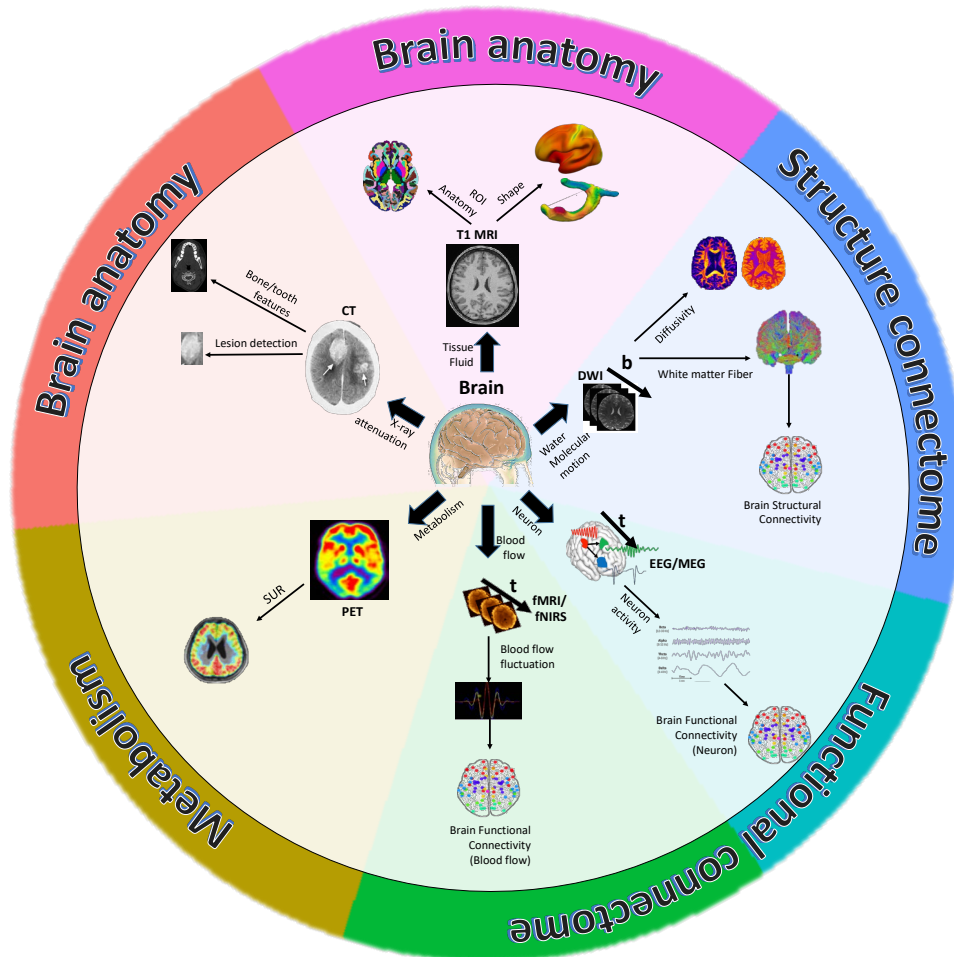 Brain anatomy
Brain anatomy
Structure connectome
Functional connectome
Metabolism
ROI
Anatomy
Shape
T1 MRI
Tissue
Fluid
Brain
Bone/tooth
features
CT
Lesion detection
X-ray
attenuation
Diffusivity
b
DWI
White matter Fiber
Water
Molecular
motion
Brain Structural
Connectivity
Neuron
t
EEG/MEG
Neuron
activity
Brain Functional
Connectivity
(Neuron)
Blood
flow
t
fMRI/
fNIRS
Blood flow
fluctuation
Brain Functional
Connectivity
(Blood flow)
Metabolism
PET
SUR